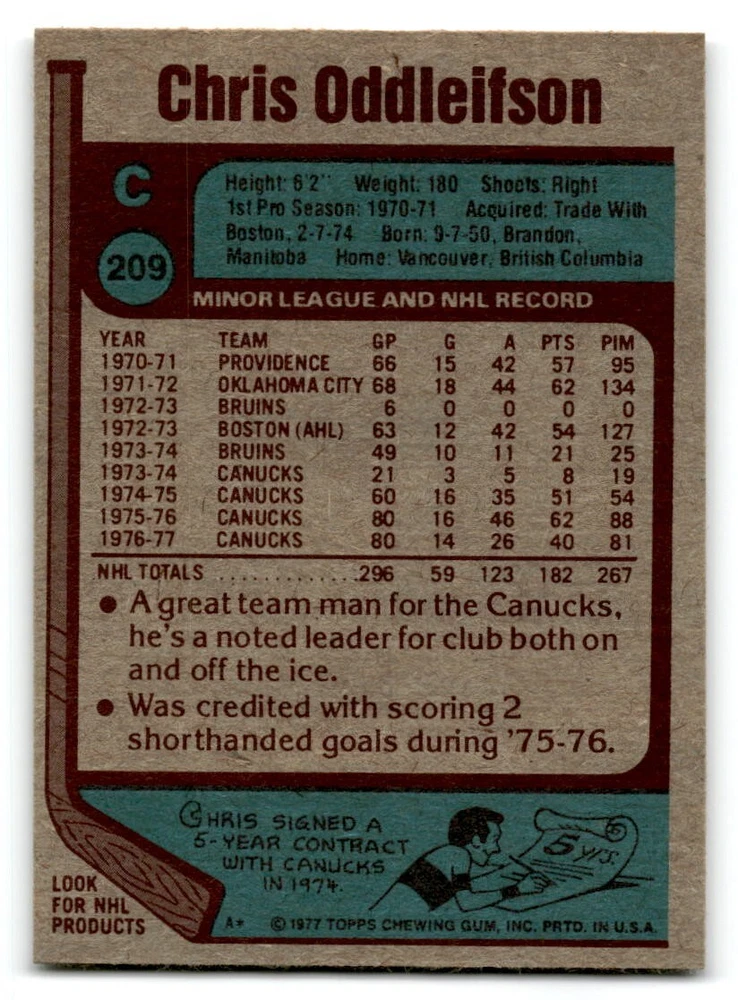 Chris Oddleifson
C
209
Height: 6'2" Weight: 180 Shoots: Right
1st Pro Season: 1970-71 Acquired: Trade With
Boston, 2-7-74 Born: 9-7-50, Brandon,
Manitoba Home: Vancouver, British Columbia
MINOR LEAGUE AND NHL RECORD
YEAR TEAM GP G A PTS PIM
1970-71 PROVIDENCE 66 15 42 57 95
1971-72 OKLAHOMA CITY 68 18 44 62 134
1972-73 BRUINS 6 0 0 0 0
1972-73 BOSTON (AHL) 63 12 42 54 127
1973-74 BRUINS 49 10 11 21 25
1973-74 CANUCKS 21 3 5 8 19
1974-75 CANUCKS 60 16 35 51 54
1975-76 CANUCKS 80 16 46 62 88
1976-77 CANUCKS 80 14 26 40 81
NHL TOTALS .............296 59 123 182 267
• A great team man for the Canucks,
he's a noted leader for club both on
and off the ice.
• Was credited with scoring 2
shorthanded goals during '75-76.
CHRIS SIGNED A
5-YEAR CONTRACT
WITH CANUCKS
IN 1974.
5 YRS.
LOOK
FOR NHL
PRODUCTS
A* © 1977 TOPPS CHEWING GUM, INC. PRTD. IN U.S.A.